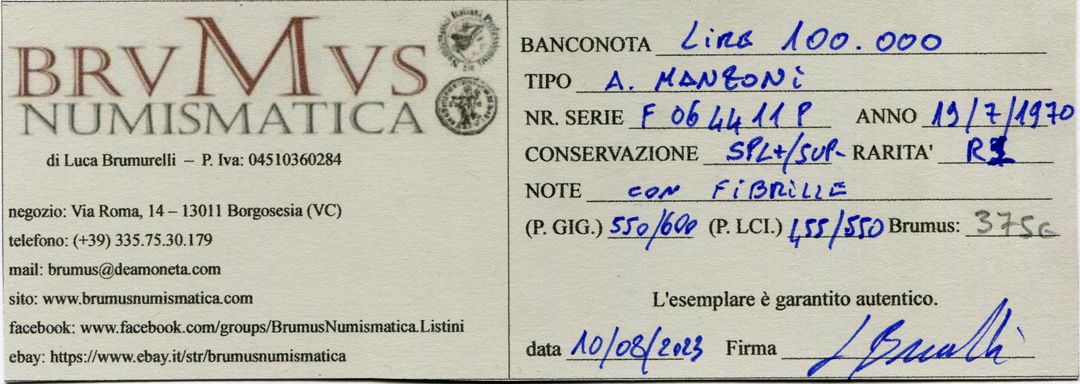 BRVMVS
NUMISMATICA
di Luca Brumurelli – P. Iva: 04510360284
negozio: Via Roma, 14 – 13011 Borgosesia (VC)
telefono: (+39) 335.75.30.179
mail: brumus@deamoneta.com
sito: www.brumusnumismatica.com
facebook: www.facebook.com/groups/BrumusNumismatica.Listini
ebay: https://www.ebay.it/str/brumusnumismatica
BANCONOTA Lire 100.000
TIPO A. MANZONI
NR. SERIE F 064411 P ANNO 19/7/1970
CONSERVAZIONE SPL+/SUP- RARITA'
NOTE CON FIBRILLE
(P. GIG.) 550/600 (P. LCI.) 455/550 Brumus:
L'esemplare è garantito autentico.
data 10/08/2023 Firma